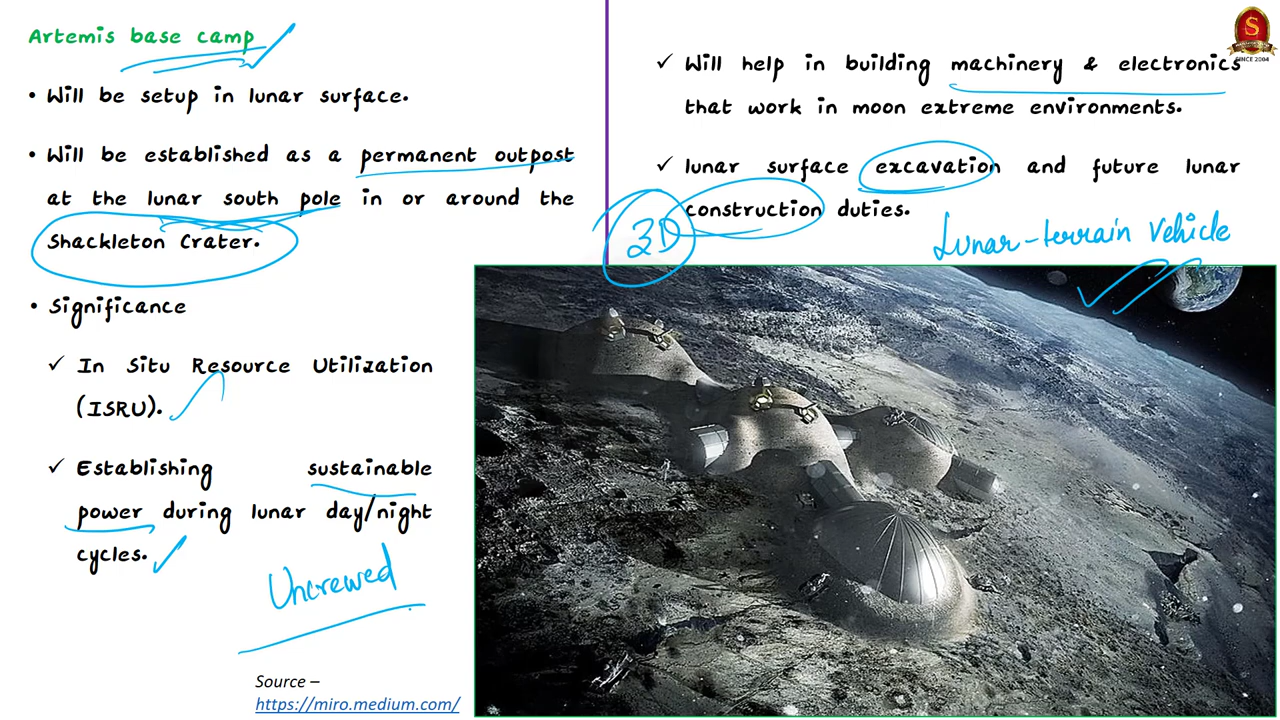 Artemis base camp
• Will be setup in lunar surface.
• Will be established as a permanent outpost
at the lunar south pole in or around the
Shackleton Crater.
• Significance
✓ In Situ Resource Utilization
(ISRU).
✓ Establishing sustainable
power during lunar day/night
cycles.
Uncrewed
Source –
https://miro.medium.com/
✓ Will help in building machinery & electronics
that work in moon extreme environments.
✓ lunar surface excavation and future lunar
construction duties.
3D
Lunar-terrain Vehicle
S
SINCE 2004